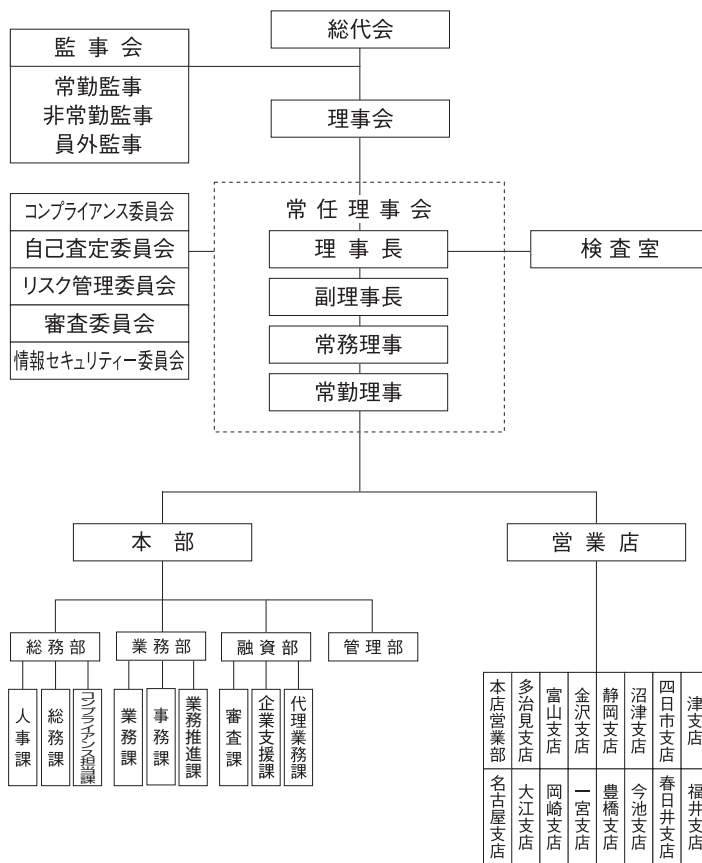 総代会
監事会
常勤監事
非常勤監事
員外監事
理事会
コンプライアンス委員会
自己査定委員会
リスク管理委員会
審査委員会
情報セキュリティー委員会
常任理事会
理事長
副理事長
常務理事
常勤理事
検査室
本部
営業店
総務部
業務部
融資部
管理部
人事課
総務課
コンプライアンス担当課
業務課
事務課
業務推進課
審査課
企業支援課
代理業務課
本店営業部
多治見支店
富山支店
金沢支店
静岡支店
沼津支店
四日市支店
津支店
名古屋支店
大江支店
岡崎支店
一宮支店
豊橋支店
今池支店
春日井支店
福井支店